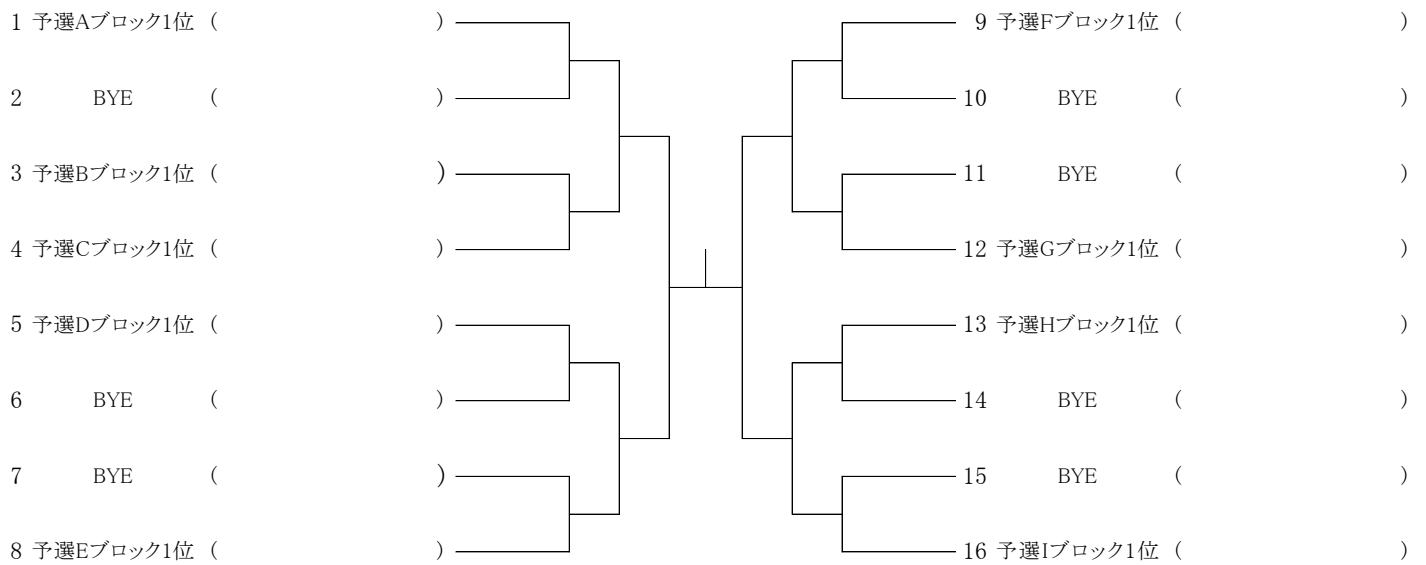 1 予選Aブロック1位 ( )
2 BYE ( )
3 予選Bブロック1位 ( )
4 予選Cブロック1位 ( )
5 予選Dブロック1位 ( )
6 BYE ( )
7 BYE ( )
8 予選Eブロック1位 ( )
9 予選Fブロック1位 ( )
10 BYE ( )
11 BYE ( )
12 予選Gブロック1位 ( )
13 予選Hブロック1位 ( )
14 BYE ( )
15 BYE ( )
16 予選Iブロック1位 ( )